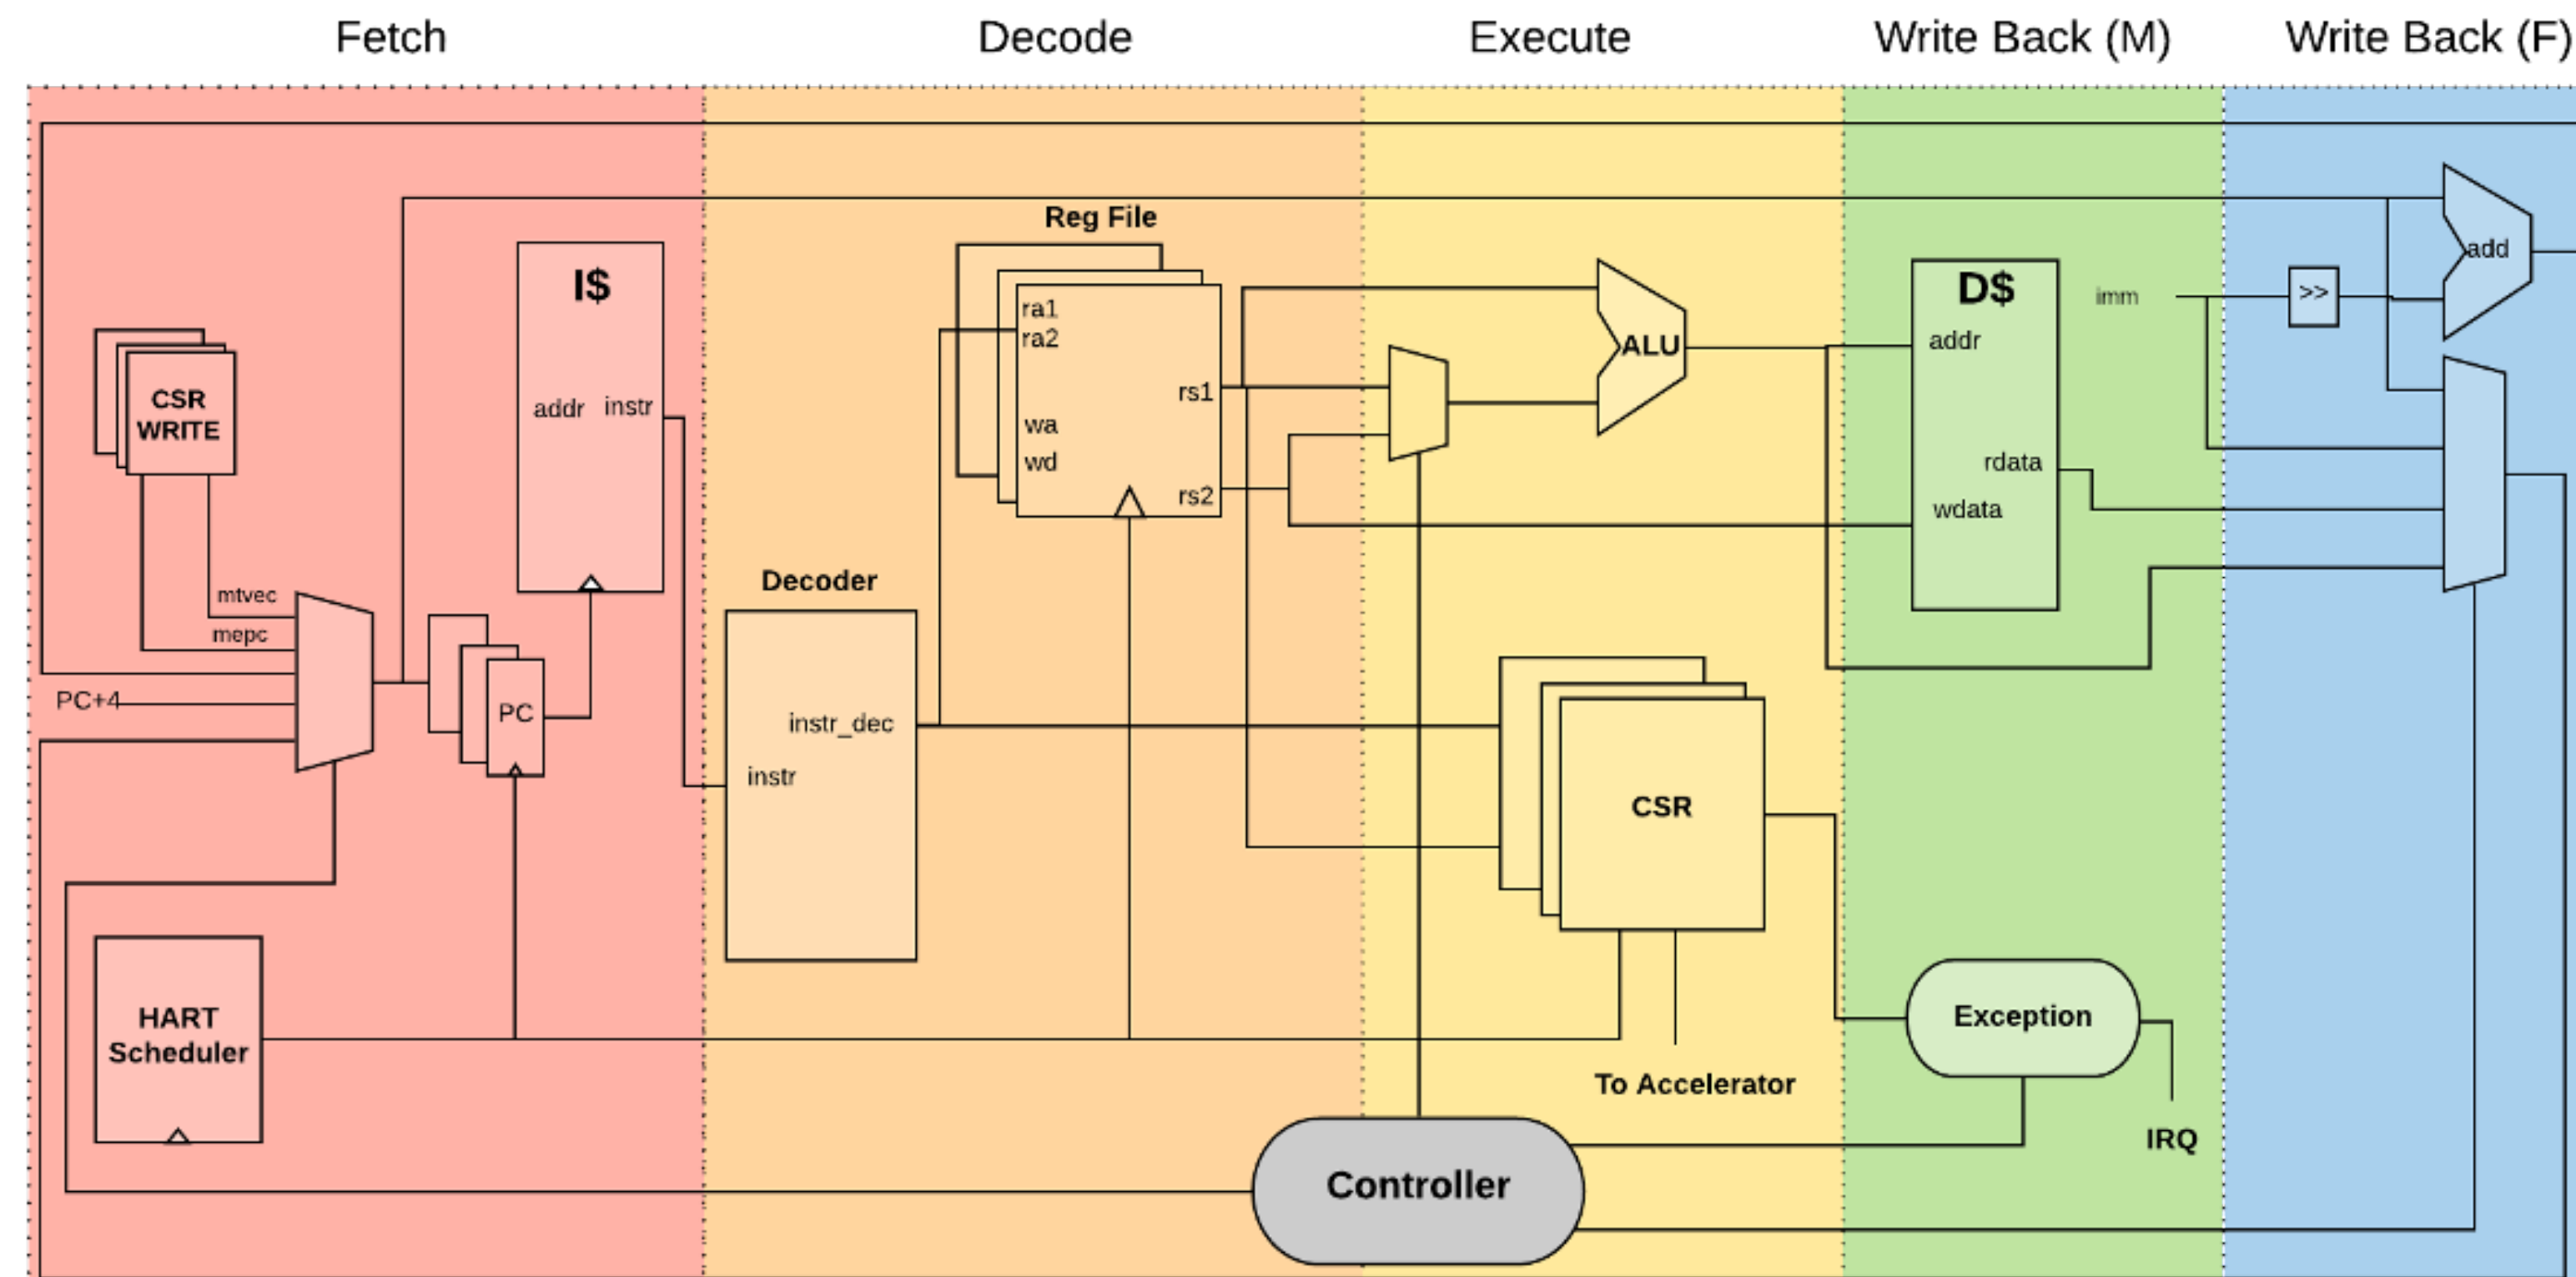 Fetch
Decode
Execute
Write Back (M)
Write Back (F)
CSR
WRITE
mtvec
mepc
PC+4
I$
addr
instr
PC
HART
Scheduler
Reg File
ra1
ra2
rs1
wa
wd
rs2
Decoder
instr_dec
instr
ALU
CSR
To Accelerator
Controller
D$
addr
rdata
wdata
imm
Exception
IRQ
>>
add